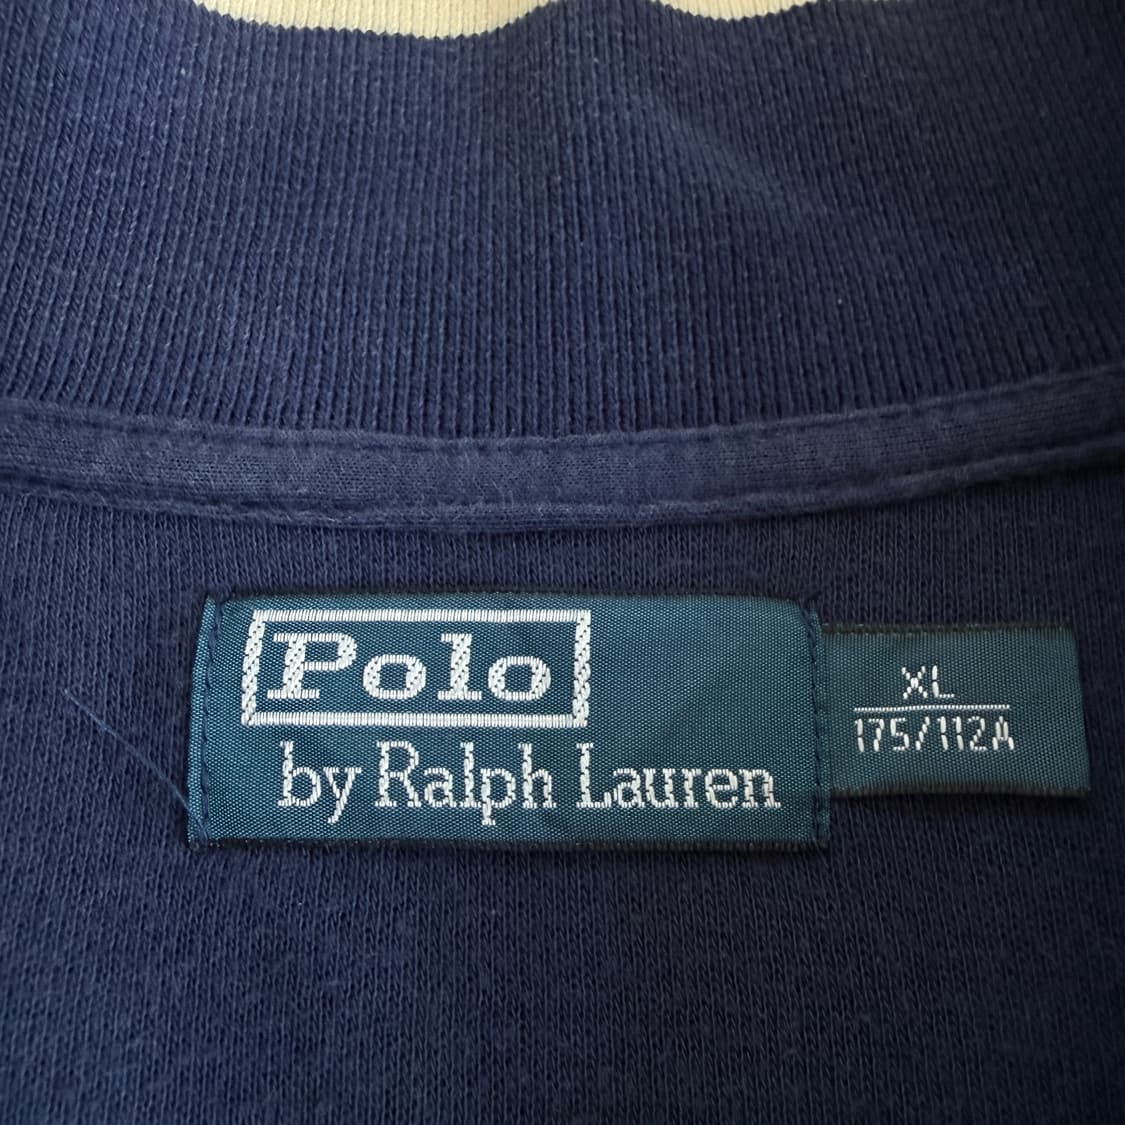 Polo
by Ralph Lauren
XL
175/112A